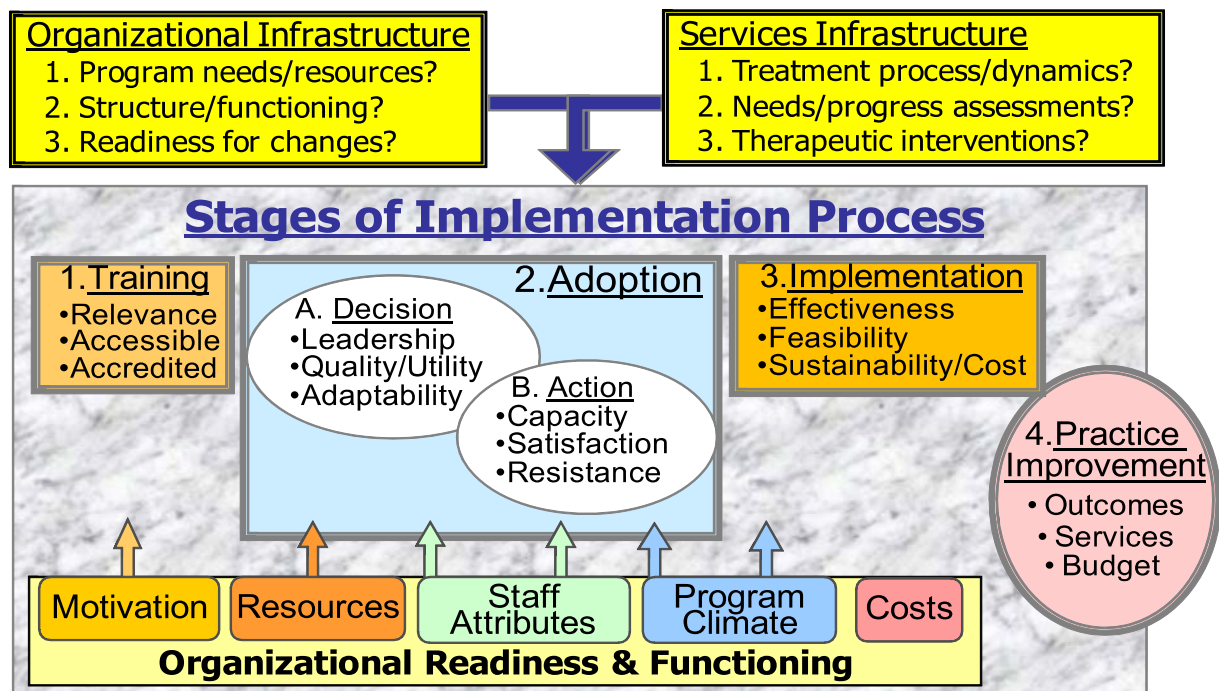 Organizational Infrastructure
1. Program needs/resources?
2. Structure/functioning?
3. Readiness for changes?
Services Infrastructure
1. Treatment process/dynamics?
2. Needs/progress assessments?
3. Therapeutic interventions?
Stages of Implementation Process
1.Training
•Relevance
•Accessible
•Accredited
2.Adoption
A. Decision
•Leadership
•Quality/Utility
•Adaptability
B. Action
•Capacity
•Satisfaction
•Resistance
3.Implementation
•Effectiveness
•Feasibility
•Sustainability/Cost
4.Practice
Improvement
• Outcomes
• Services
• Budget
Motivation
Resources
Staff
Attributes
Program
Climate
Costs
Organizational Readiness & Functioning